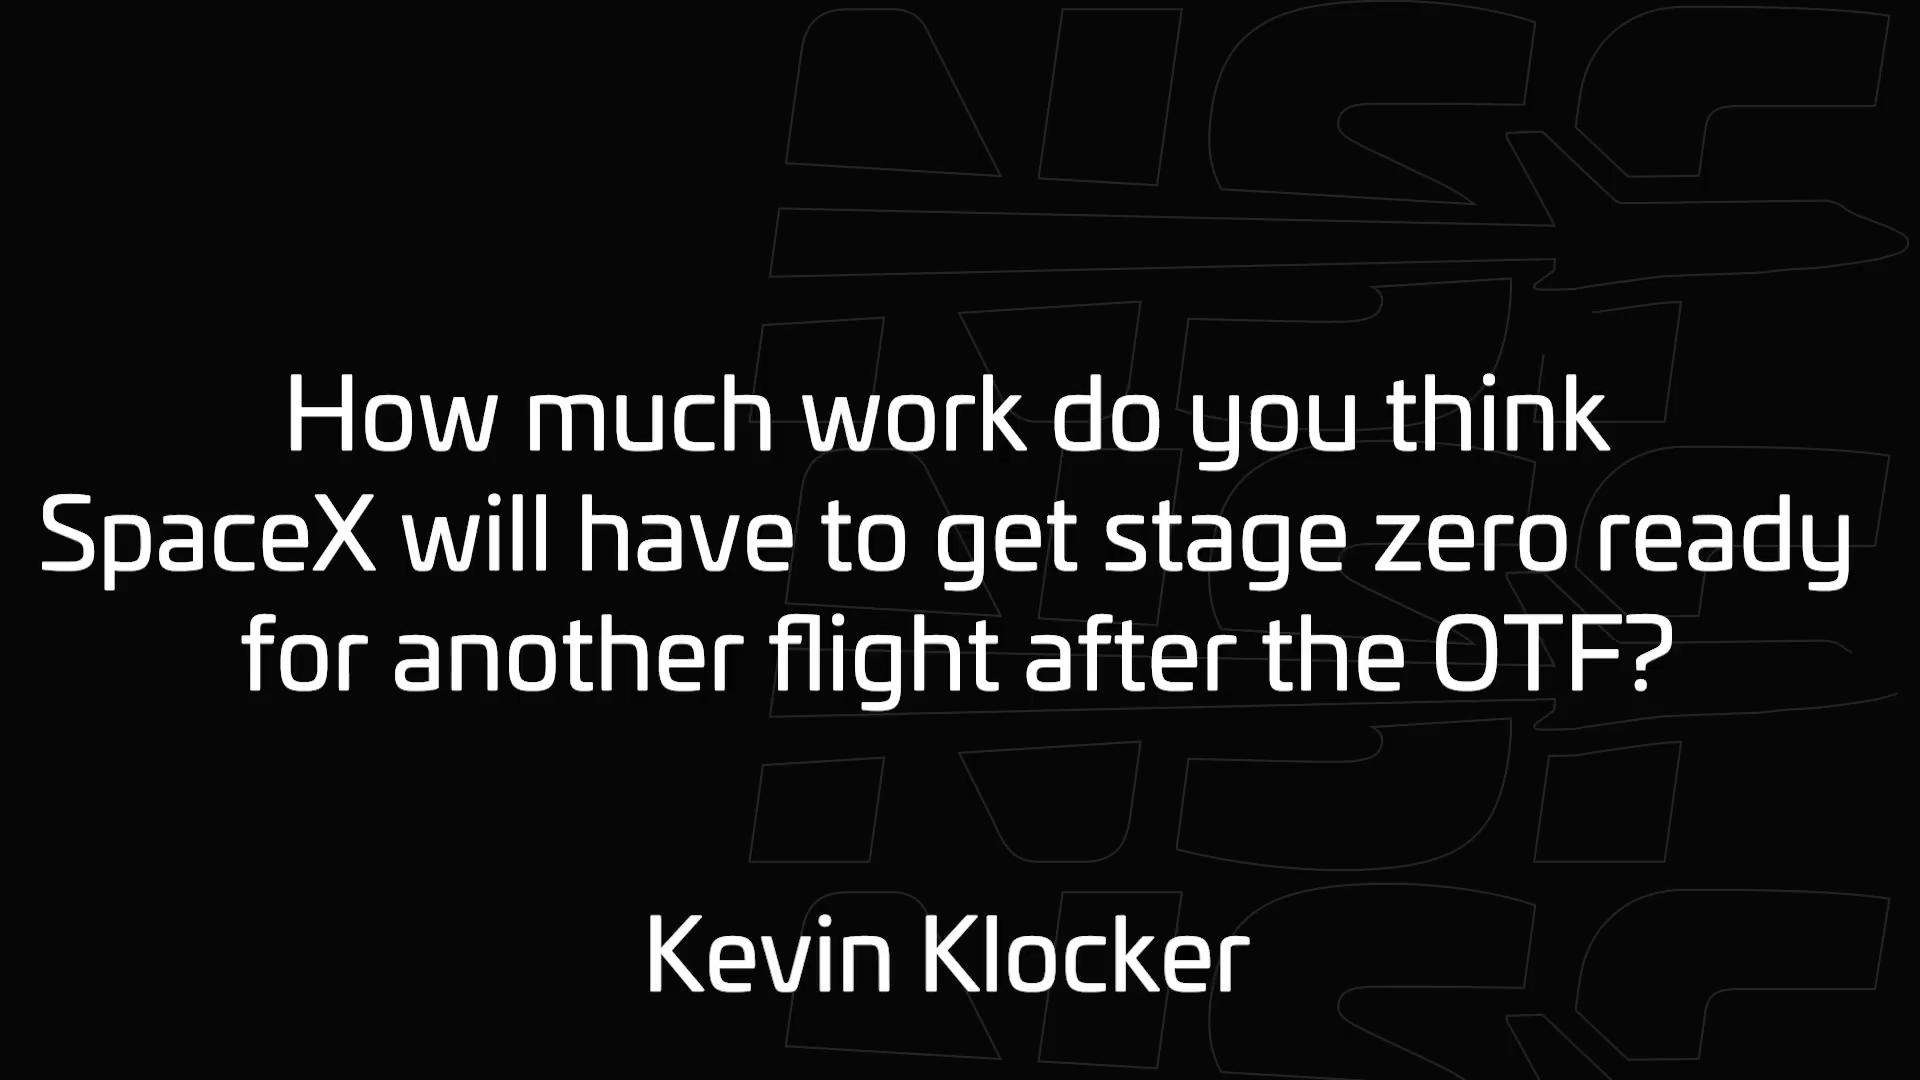 How much work do you think
SpaceX will have to get stage zero ready
for another flight after the OTF?
Kevin Klocker